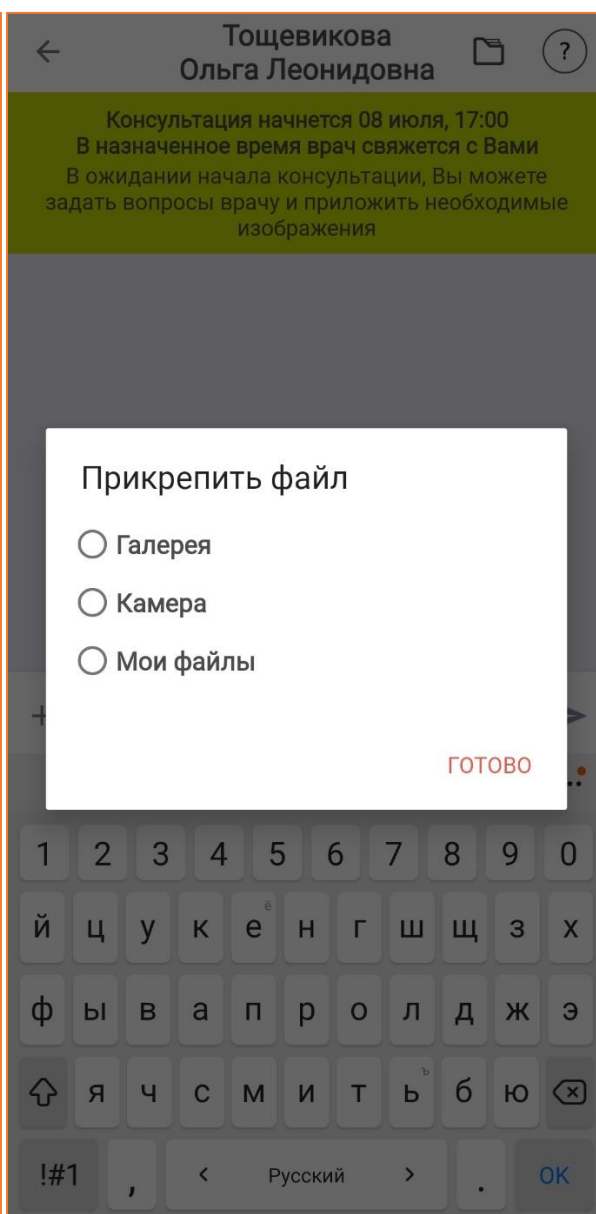 Тощевикова
Ольга Леонидовна
?
Консультация начнется 08 июля, 17:00
В назначенное время врач свяжется с Вами
В ожидании начала консультации, Вы можете
задать вопросы врачу и приложить необходимые
изображения
Прикрепить файл
Галерея
Камера
Мои файлы
ГОТОВО
1 2 3 4 5 6 7 8 9 0
й ц у к е ё н г ш щ з х
ф ы в а п р о л д ж э
я ч с м и т ь ъ б ю
!#1 , < Русский > . OK